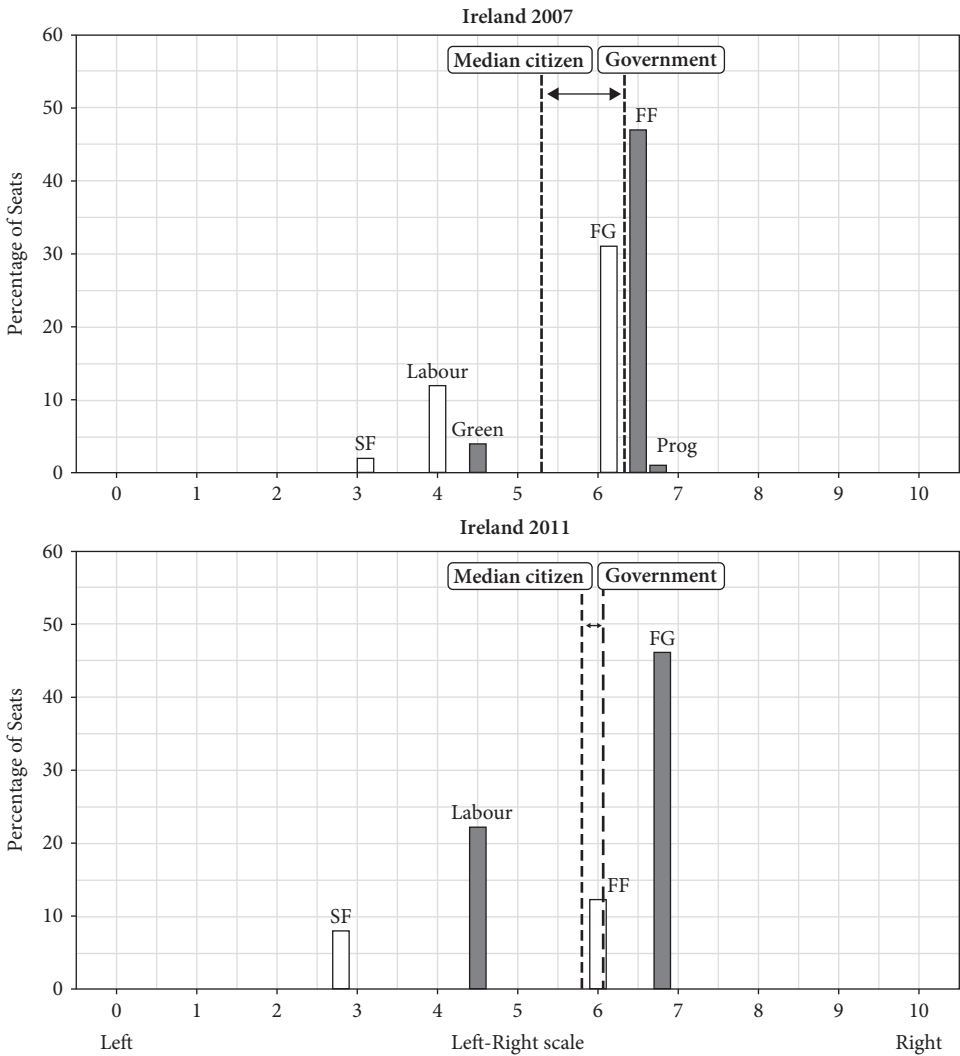 Ireland 2007
60
50
40
30
20
10
0
Percentage of Seats
Median citizen
Government
FF
FG
Labour
Green
SF
Prog
0 1 2 3 4 5 6 7 8 9 10
Ireland 2011
60
50
40
30
20
10
0
Percentage of Seats
Median citizen
Government
FG
Labour
FF
SF
0 1 2 3 4 5 6 7 8 9 10
Left
Left-Right scale
Right